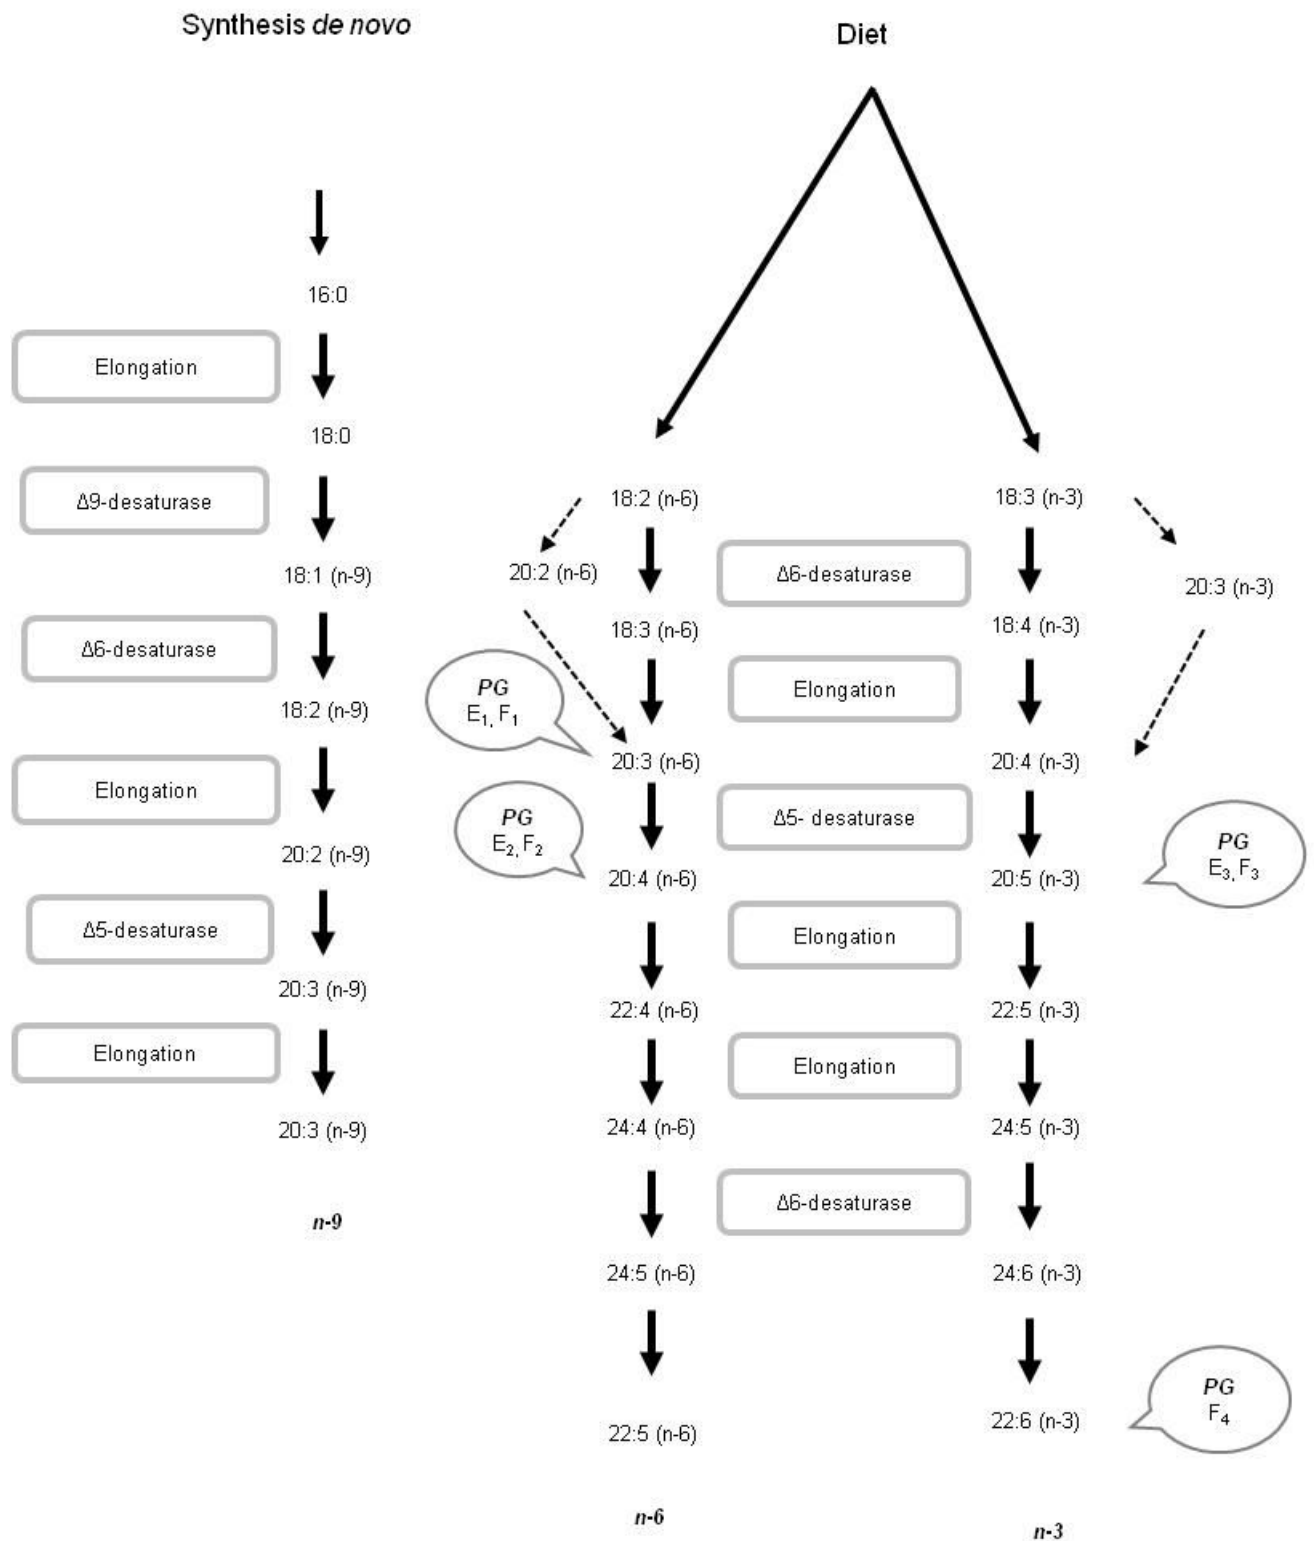 Synthesis de novo
Diet
16:0
Elongation
18:0
Δ9-desaturase
18:1 (n-9)
Δ6-desaturase
18:2 (n-9)
Elongation
20:2 (n-9)
Δ5-desaturase
20:3 (n-9)
Elongation
20:3 (n-9)
n-9
18:2 (n-6)
20:2 (n-6)
18:3 (n-6)
PG
E₁, F₁
20:3 (n-6)
PG
E₂, F₂
20:4 (n-6)
22:4 (n-6)
24:4 (n-6)
24:5 (n-6)
22:5 (n-6)
n-6
Δ6-desaturase
Elongation
Δ5- desaturase
Elongation
Elongation
Δ6-desaturase
18:3 (n-3)
20:3 (n-3)
18:4 (n-3)
20:4 (n-3)
PG
E₃, F₃
20:5 (n-3)
22:5 (n-3)
24:5 (n-3)
24:6 (n-3)
PG
F₄
22:6 (n-3)
n-3